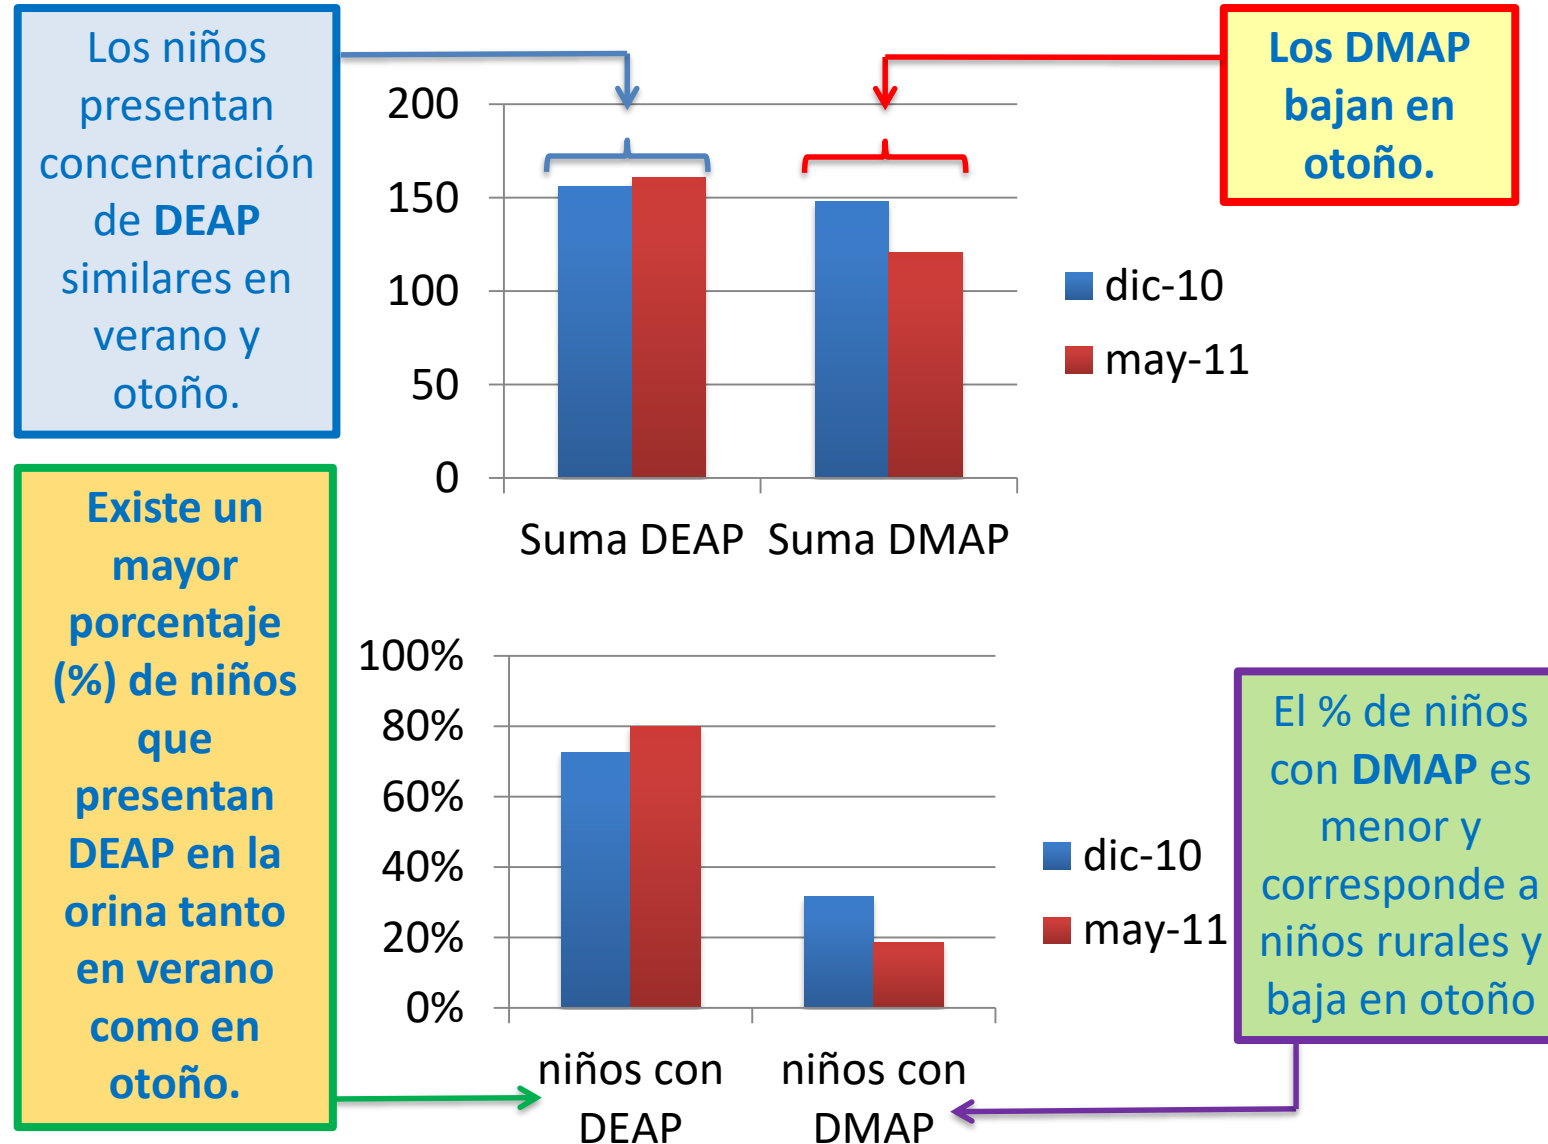 Los niños
presentan
concentración
de DEAP
similares en
verano y
otoño.
Los DMAP
bajan en
otoño.
200
150
100
50
0
Suma DEAP
Suma DMAP
dic-10
may-11
Existe un
mayor
porcentaje
(%) de niños
que
presentan
DEAP en la
orina tanto
en verano
como en
otoño.
100%
80%
60%
40%
20%
0%
niños con
DEAP
niños con
DMAP
dic-10
may-11
El % de niños
con DMAP es
menor y
corresponde a
niños rurales y
baja en otoño